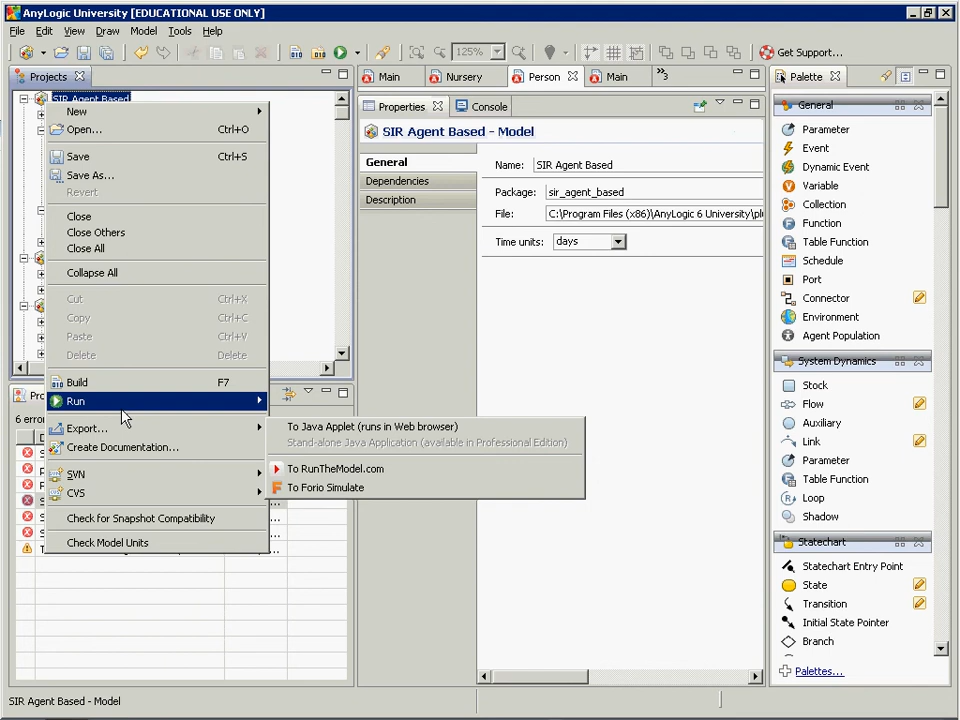 AnyLogic University [EDUCATIONAL USE ONLY]
File Edit View Draw Model Tools Help
125% Get Support...
Projects
Main Nursery Person Main »3
Palette
SIR Agent Based
New
Open... Ctrl+O
Save Ctrl+S
Save As...
Revert
Close
Close Others
Close All
Collapse All
Cut Ctrl+X
Copy Ctrl+C
Paste Ctrl+V
Delete Delete
Build F7
Run
Export...
Create Documentation...
SVN
CVS
Check for Snapshot Compatibility
Check Model Units
To Java Applet (runs in Web browser)
Stand-alone Java Application (available in Professional Edition)
To RunTheModel.com
To Forio Simulate
6 error
Properties Console
SIR Agent Based - Model
General
Dependencies
Description
Name: SIR Agent Based
Package: sir_agent_based
File: C:\Program Files (x86)\AnyLogic 6 University\plu
Time units: days
General
Parameter
Event
Dynamic Event
Variable
Collection
Function
Table Function
Schedule
Port
Connector
Environment
Agent Population
System Dynamics
Stock
Flow
Auxiliary
Link
Parameter
Table Function
Loop
Shadow
Statechart
Statechart Entry Point
State
Transition
Initial State Pointer
Branch
Palettes...
SIR Agent Based - Model